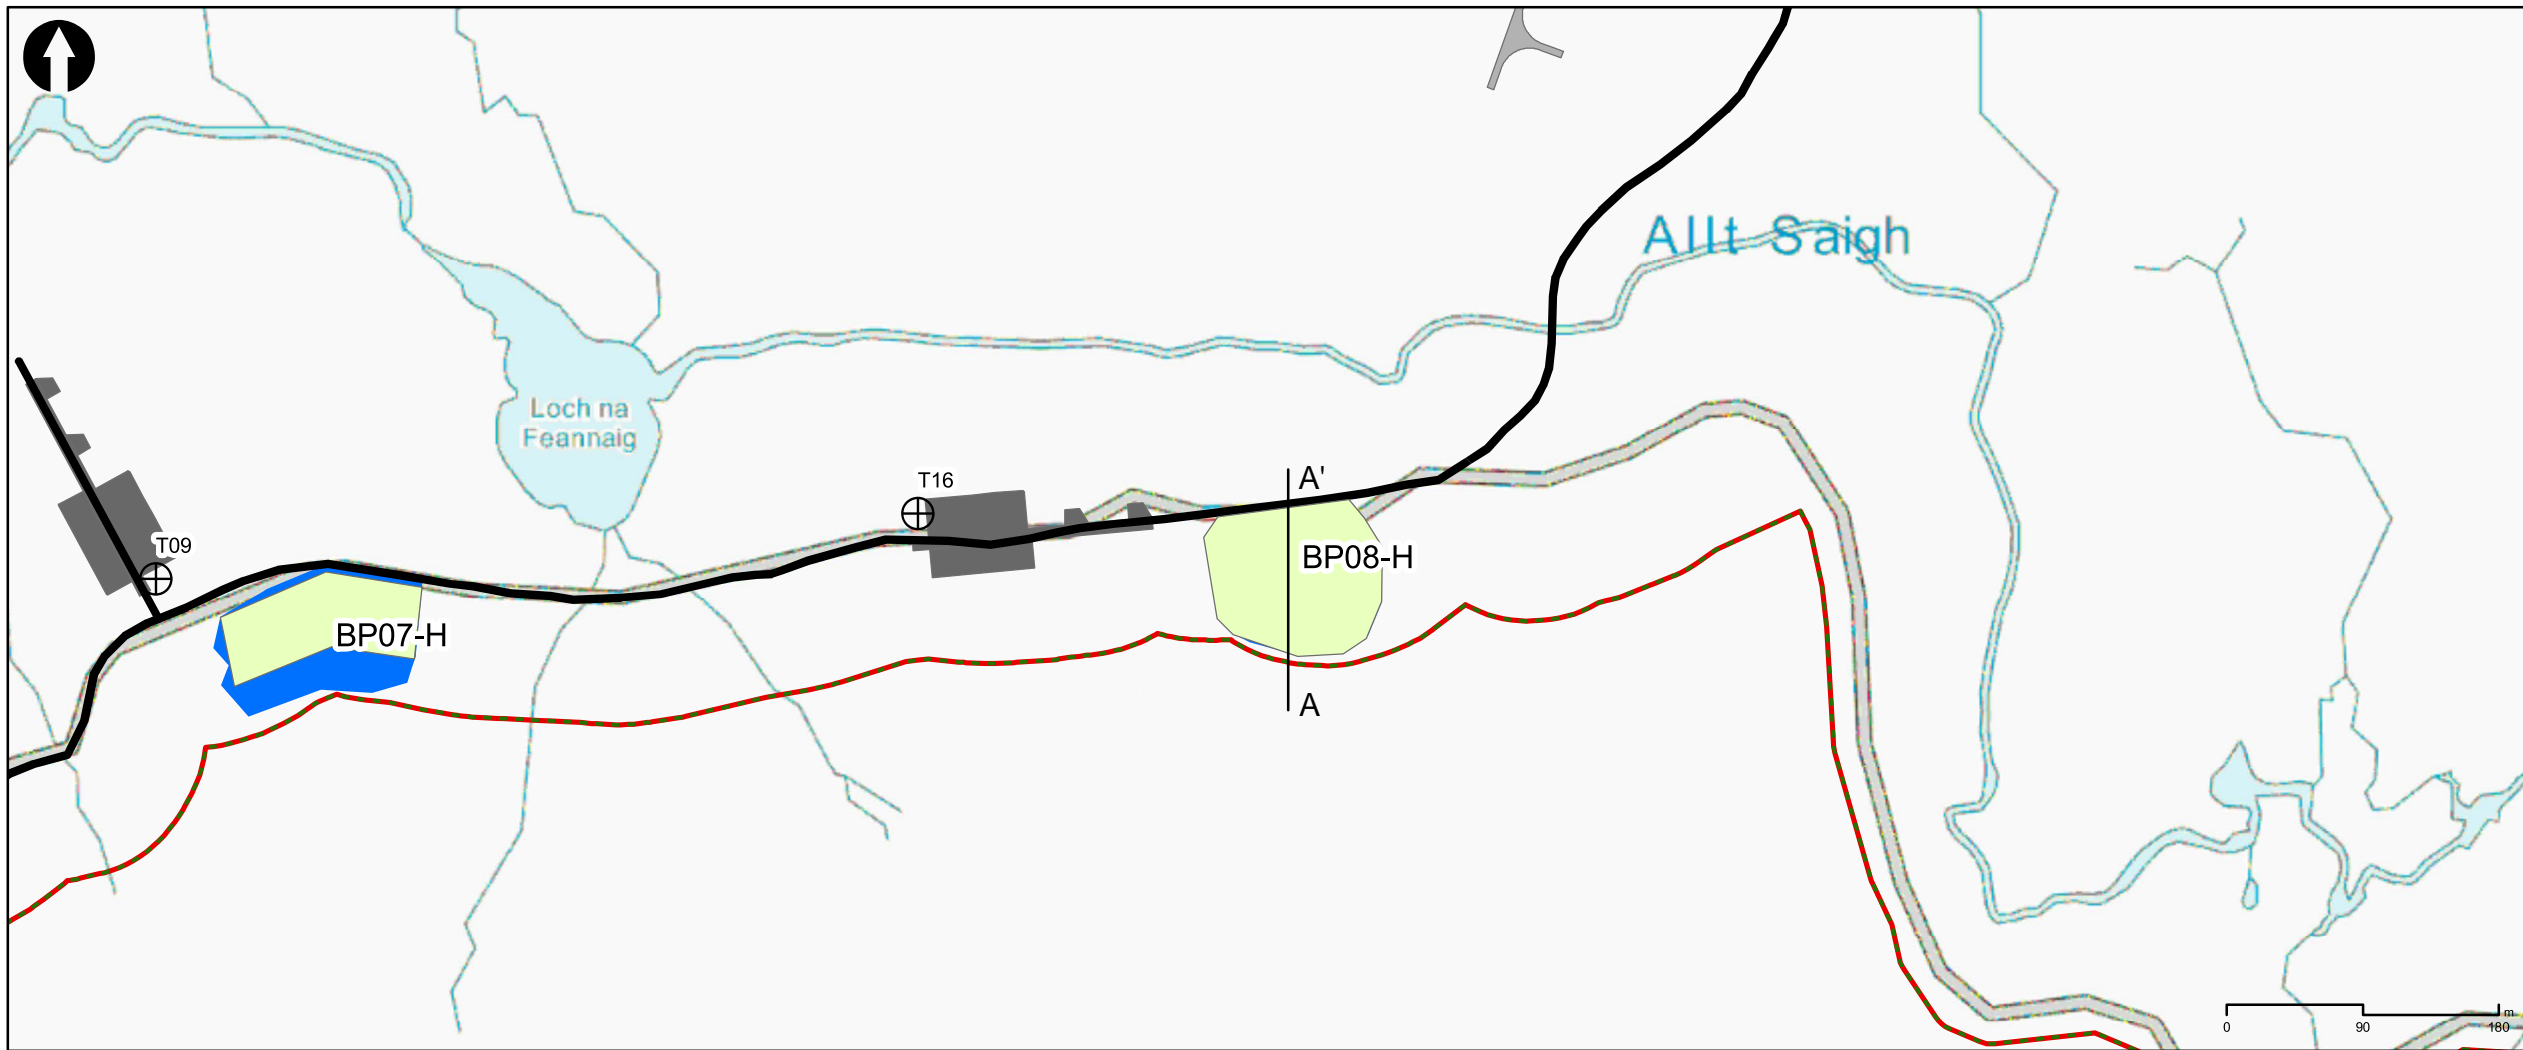 Allt Saigh
Loch na
Feannaig
T16
A'
T09
BP08-H
BP07-H
A
m
0 90 180